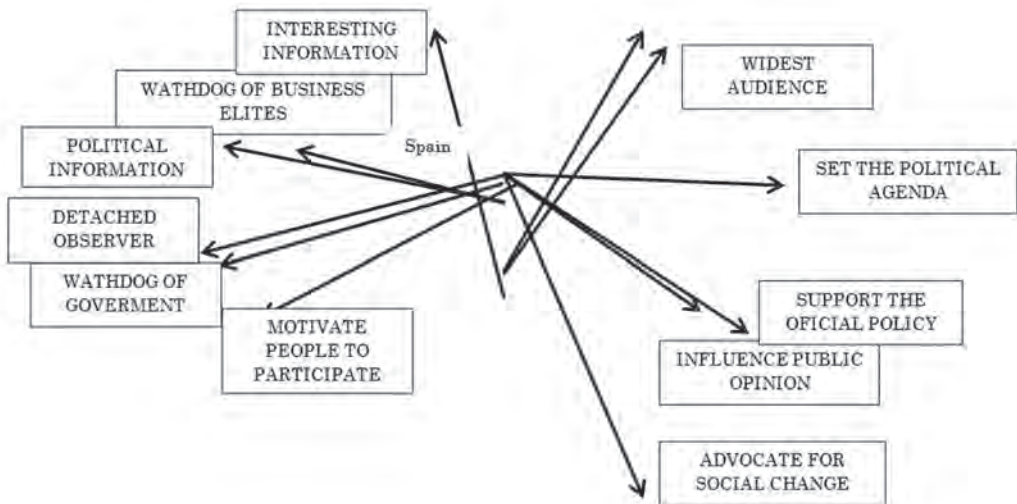 INTERESTING
INFORMATION
WATHDOG OF BUSINESS
ELITES
POLITICAL
INFORMATION
Spain
DETACHED
OBSERVER
WATHDOG OF
GOVERMENT
MOTIVATE
PEOPLE TO
PARTICIPATE
WIDEST
AUDIENCE
SET THE POLITICAL
AGENDA
SUPPORT THE
OFICIAL POLICY
INFLUENCE PUBLIC
OPINION
ADVOCATE FOR
SOCIAL CHANGE